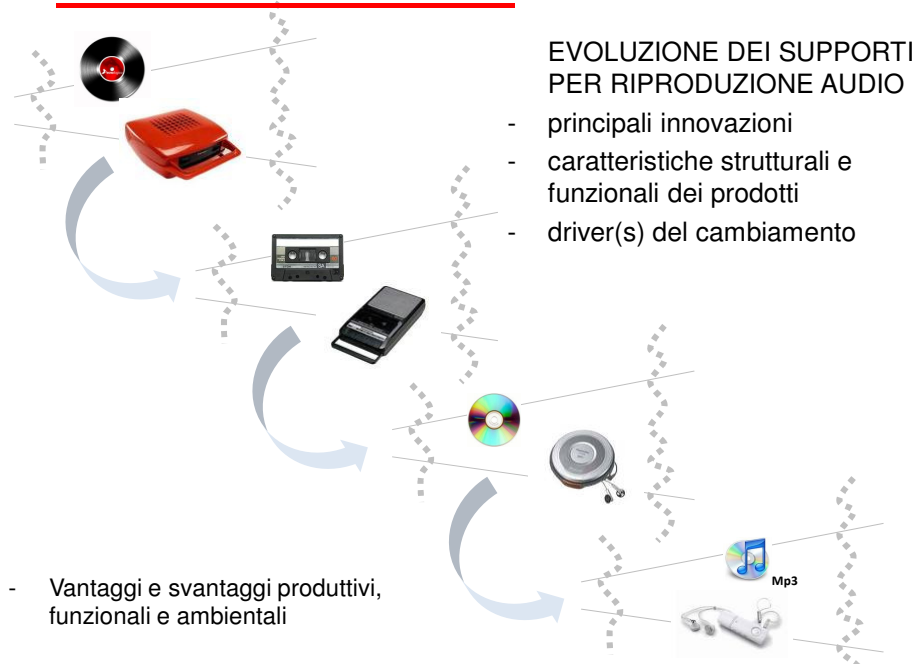 EVOLUZIONE DEI SUPPORTI
PER RIPRODUZIONE AUDIO
- principali innovazioni
- caratteristiche strutturali e
funzionali dei prodotti
- driver(s) del cambiamento
Mp3
- Vantaggi e svantaggi produttivi,
funzionali e ambientali